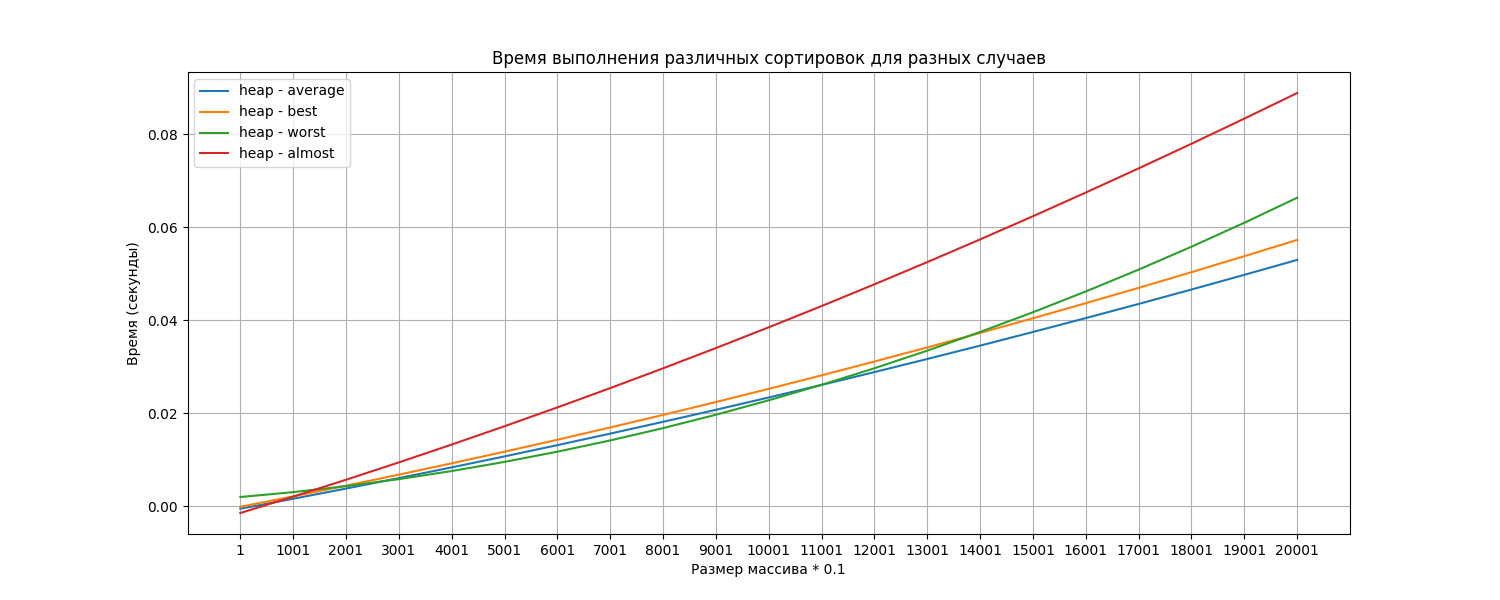 Время выполнения различных сортировок для разных случаев
heap - average
heap - best
heap - worst
heap - almost
Время (секунды)
0.08
0.06
0.04
0.02
0.00
1 1001 2001 3001 4001 5001 6001 7001 8001 9001 10001 11001 12001 13001 14001 15001 16001 17001 18001 19001 20001
Размер массива * 0.1